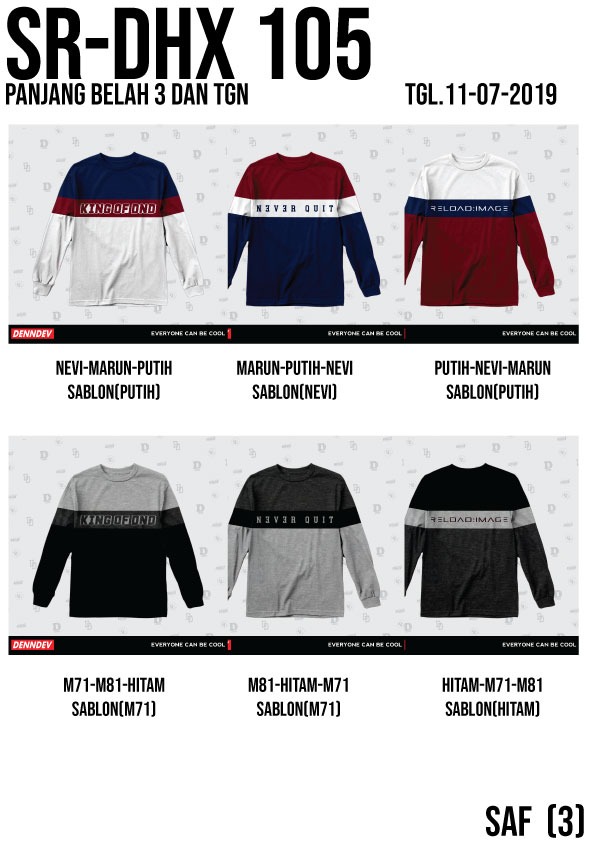 SR-DHX 105
PANJANG BELAH 3 DAN TGN
TGL.11-07-2019
KINGOFDND
NEVER QUIT
RELOAD:IMAGE
DENNDEV
EVERYONE CAN BE COOL
EVERYONE CAN BE COOL
EVERYONE CAN BE COOL
NEVI-MARUN-PUTIH
SABLON(PUTIH)
MARUN-PUTIH-NEVI
SABLON(NEVI)
PUTIH-NEVI-MARUN
SABLON(PUTIH)
KINGOFDND
NEVER QUIT
RELOAD:IMAGE
DENNDEV
EVERYONE CAN BE COOL
EVERYONE CAN BE COOL
EVERYONE CAN BE COOL
M71-M81-HITAM
SABLON(M71)
M81-HITAM-M71
SABLON(M71)
HITAM-M71-M81
SABLON(HITAM)
SAF (3)